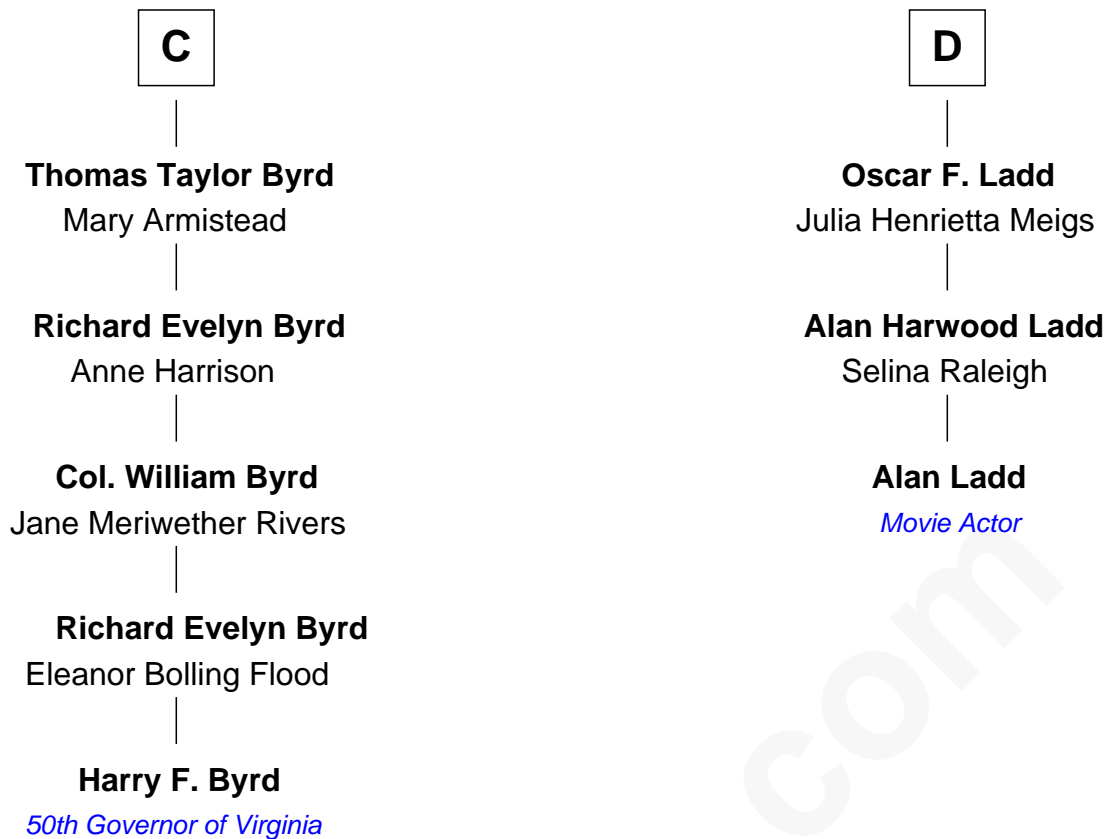 C
Thomas Taylor Byrd
Mary Armistead
Richard Evelyn Byrd
Anne Harrison
Col. William Byrd
Jane Meriwether Rivers
Richard Evelyn Byrd
Eleanor Bolling Flood
Harry F. Byrd
50th Governor of Virginia
D
Oscar F. Ladd
Julia Henrietta Meigs
Alan Harwood Ladd
Selina Raleigh
Alan Ladd
Movie Actor
com